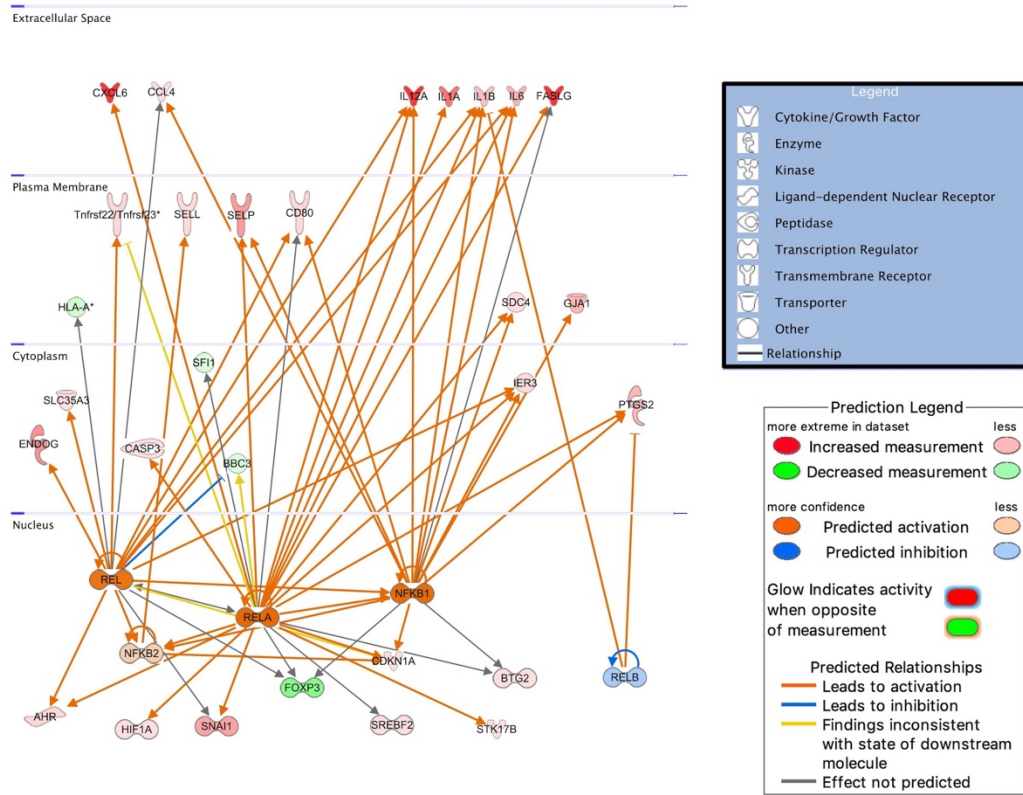 Extracellular Space
CXCL6
CCL4
IL12A
IL1A
IL1B
IL6
FASLG
Plasma Membrane
Tnfrsf22/Tnfrsf23*
SELL
SELP
CD80
HLA-A*
SDC4
GJA1
Cytoplasm
SFI1
SLC35A3
IER3
PTGS2
ENDOG
CASP3
BBC3
Nucleus
REL
RELA
NFKB1
NFKB2
CDKN1A
FOXP3
BTG2
RELB
AHR
HIF1A
SNAI1
SREBF2
STK17B
Legend
Cytokine/Growth Factor
Enzyme
Kinase
Ligand-dependent Nuclear Receptor
Peptidase
Transcription Regulator
Transmembrane Receptor
Transporter
Other
Relationship
Prediction Legend
more extreme in dataset less
Increased measurement
Decreased measurement
more confidence less
Predicted activation
Predicted inhibition
Glow Indicates activity
when opposite
of measurement
Predicted Relationships
Leads to activation
Leads to inhibition
Findings inconsistent
with state of downstream
molecule
Effect not predicted